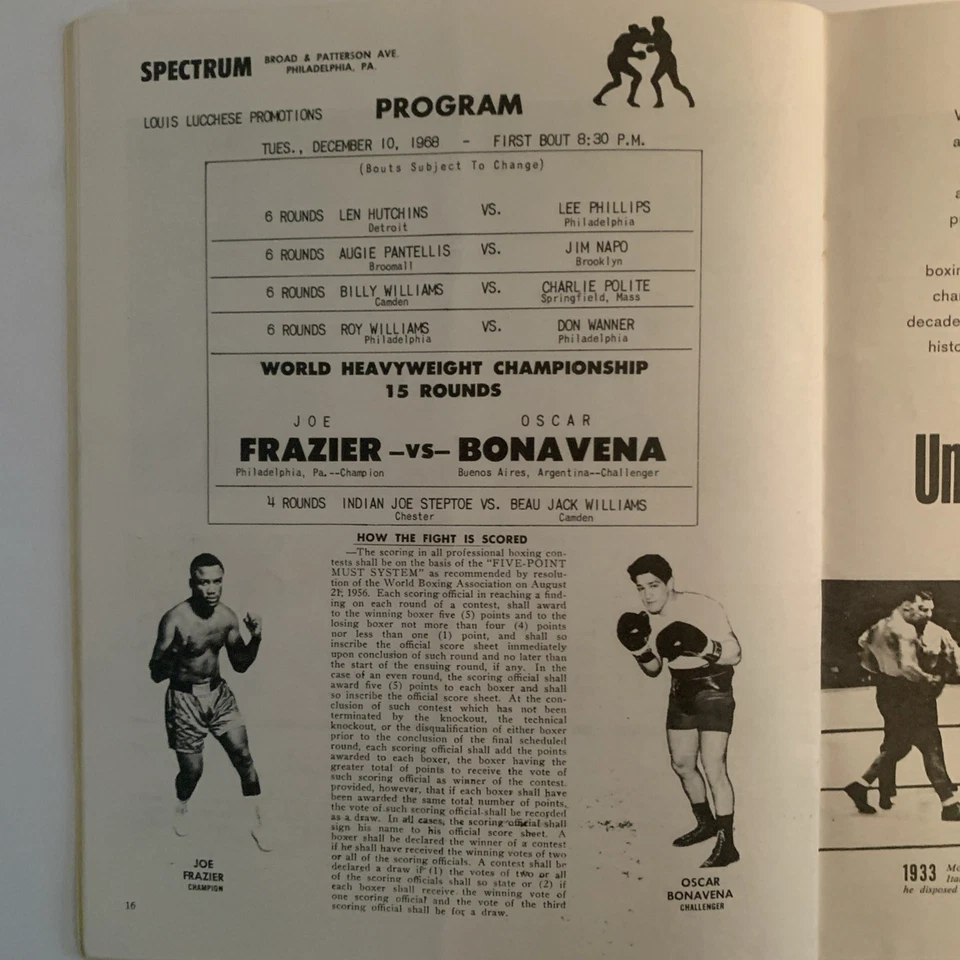 SPECTRUM BROAD & PATTERSON AVE.
PHILADELPHIA, PA.
LOUIS LUCCHESE PROMOTIONS
PROGRAM
TUES., DECEMBER 10, 1968 - FIRST BOUT 8:30 P.M.
(Bouts Subject To Change)
6 ROUNDS LEN HUTCHINS VS. LEE PHILLIPS
Detroit Philadelphia
6 ROUNDS AUGIE PANTELLIS VS. JIM NAPO
Broomall Brooklyn
6 ROUNDS BILLY WILLIAMS VS. CHARLIE POLITE
Camden Springfield, Mass
6 ROUNDS ROY WILLIAMS VS. DON WANNER
Philadelphia Philadelphia
WORLD HEAVYWEIGHT CHAMPIONSHIP
15 ROUNDS
JOE OSCAR
FRAZIER —vs— BONAVENA
Philadelphia, Pa.--Champion Buenos Aires, Argentina--Challenger
4 ROUNDS INDIAN JOE STEPTOE VS. BEAU JACK WILLIAMS
Chester Camden
HOW THE FIGHT IS SCORED
—The scoring in all professional boxing con-
tests shall be on the basis of the "FIVE-POINT
MUST SYSTEM" as recommended by resolu-
tion of the World Boxing Association on August
21, 1956. Each scoring official in reaching a find-
ing on each round of a contest, shall award
to the winning boxer five (5) points and to the
losing boxer not more than four (4) points
nor less than one (1) point, and shall so
inscribe the official score sheet immediately
upon conclusion of such round and no later than
the start of the ensuing round, if any. In the
case of an even round, the scoring official shall
award five (5) points to each boxer and shall
so inscribe the official score sheet. At the con-
clusion of such contest which has not been
terminated by the knockout, the technical
knockout, or the disqualification of either boxer
prior to the conclusion of the final scheduled
round, each scoring official shall add the points
awarded to each boxer, the boxer having the
greater total of points to receive the vote of
such scoring official as winner of the contest.
provided, however, that if each boxer shall have
been awarded the same total number of points,
the vote of such scoring official shall be recorded
as a draw. In all cases, the scoring official shall
sign his name to his official score sheet. A
boxer shall be declared the winner of a contest
if he shall have received the winning votes of two
or all of the scoring officials. A contest shall be
declared a draw if (1) the votes of two or all
of the scoring officials shall so state or (2) if
each boxer shall receive the winning vote of
one scoring official and the vote of the third
scoring official shall be for a draw.
JOE
FRAZIER
CHAMPION
OSCAR
BONAVENA
CHALLENGER
16
boxin
cha
decade
histo
Un
1933
he disposed